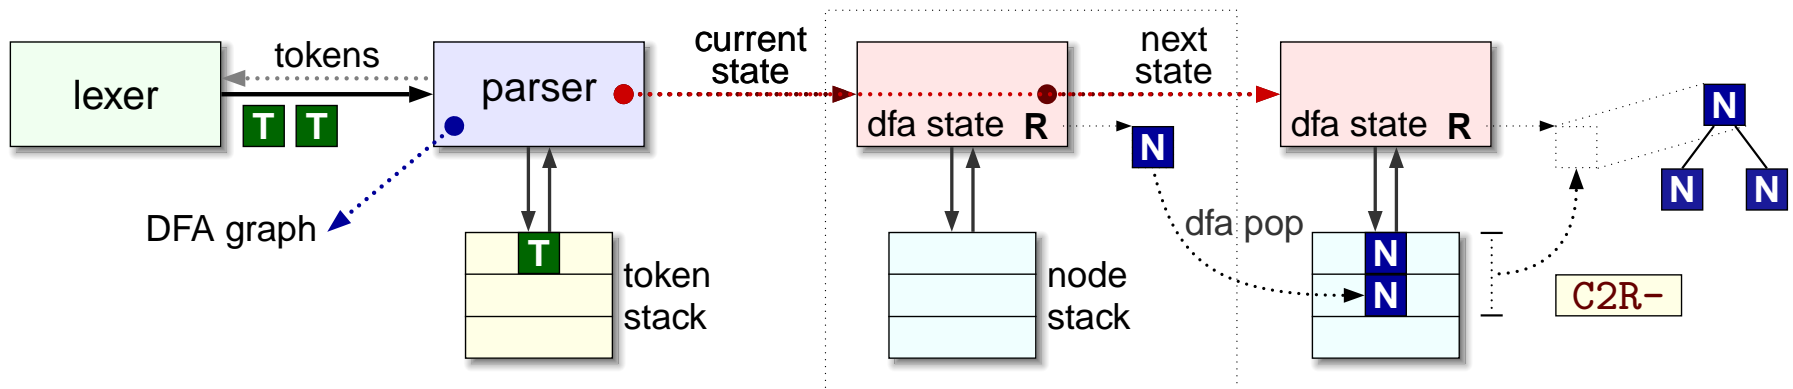 lexer
tokens
T T
parser
DFA graph
T
token
stack
current
state
dfa state R
N
node
stack
next
state
dfa pop
dfa state R
N
N
N
N N
C2R-